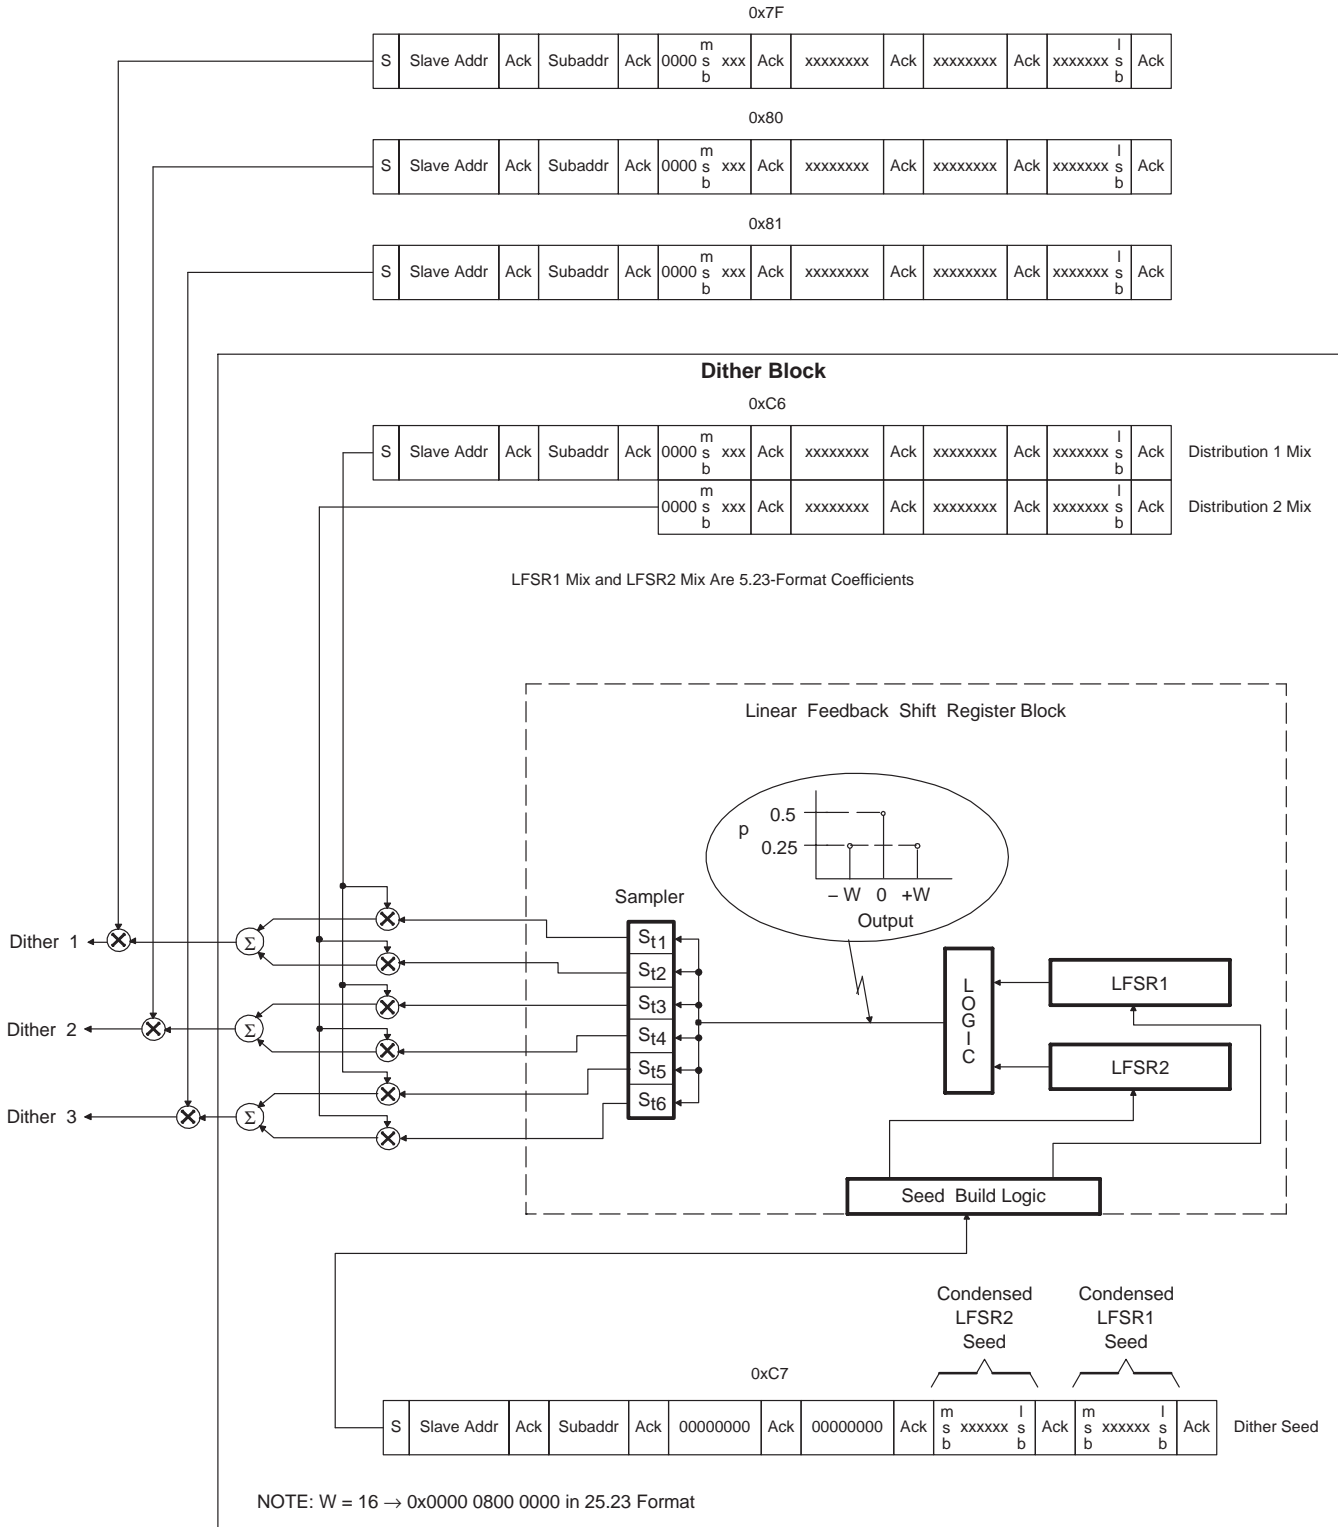 0x7F
S Slave Addr Ack Subaddr Ack 0000 msb xxx Ack xxxxxxxx Ack xxxxxxxx Ack xxxxxxx lsb Ack
0x80
S Slave Addr Ack Subaddr Ack 0000 msb xxx Ack xxxxxxxx Ack xxxxxxxx Ack xxxxxxx lsb Ack
0x81
S Slave Addr Ack Subaddr Ack 0000 msb xxx Ack xxxxxxxx Ack xxxxxxxx Ack xxxxxxx lsb Ack
Dither Block
0xC6
S Slave Addr Ack Subaddr Ack 0000 msb xxx Ack xxxxxxxx Ack xxxxxxxx Ack xxxxxxx lsb Ack Distribution 1 Mix
0000 msb xxx Ack xxxxxxxx Ack xxxxxxxx Ack xxxxxxx lsb Ack Distribution 2 Mix
LFSR1 Mix and LFSR2 Mix Are 5.23-Format Coefficients
Linear Feedback Shift Register Block
0.5
p
0.25
– W 0 +W
Output
Sampler
Dither 1
Σ
St1
St2
St3
St4
St5
St6
LOGIC
LFSR1
LFSR2
Dither 2
Σ
Dither 3
Σ
Seed Build Logic
Condensed
LFSR2
Seed
Condensed
LFSR1
Seed
0xC7
S Slave Addr Ack Subaddr Ack 00000000 Ack 00000000 Ack msb xxxxxx lsb Ack msb xxxxxx lsb Ack Dither Seed
NOTE: W = 16 → 0x0000 0800 0000 in 25.23 Format